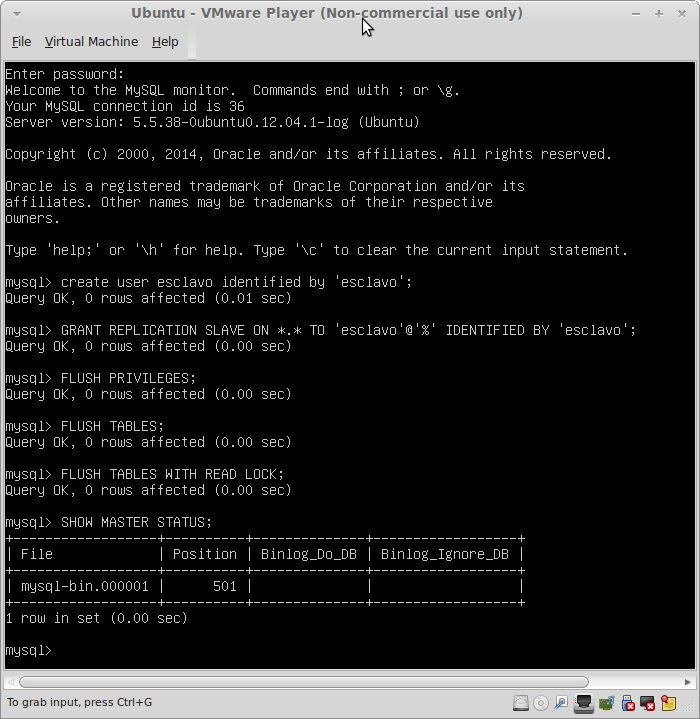 Ubuntu - VMware Player (Non-commercial use only)
File Virtual Machine Help
Enter password:
Welcome to the MySQL monitor.  Commands end with ; or \g.
Your MySQL connection id is 36
Server version: 5.5.38-0ubuntu0.12.04.1-log (Ubuntu)
Copyright (c) 2000, 2014, Oracle and/or its affiliates. All rights reserved.
Oracle is a registered trademark of Oracle Corporation and/or its
affiliates. Other names may be trademarks of their respective
owners.
Type 'help;' or '\h' for help. Type '\c' to clear the current input statement.
mysql> create user esclavo identified by 'esclavo';
Query OK, 0 rows affected (0.01 sec)
mysql> GRANT REPLICATION SLAVE ON *.* TO 'esclavo'@'%' IDENTIFIED BY 'esclavo';
Query OK, 0 rows affected (0.00 sec)
mysql> FLUSH PRIVILEGES;
Query OK, 0 rows affected (0.00 sec)
mysql> FLUSH TABLES;
Query OK, 0 rows affected (0.00 sec)
mysql> FLUSH TABLES WITH READ LOCK;
Query OK, 0 rows affected (0.00 sec)
mysql> SHOW MASTER STATUS;
+------------------+----------+--------------+------------------+
| File             | Position | Binlog_Do_DB | Binlog_Ignore_DB |
+------------------+----------+--------------+------------------+
| mysql-bin.000001 |      501 |              |                  |
+------------------+----------+--------------+------------------+
1 row in set (0.00 sec)
mysql>
To grab input, press Ctrl+G